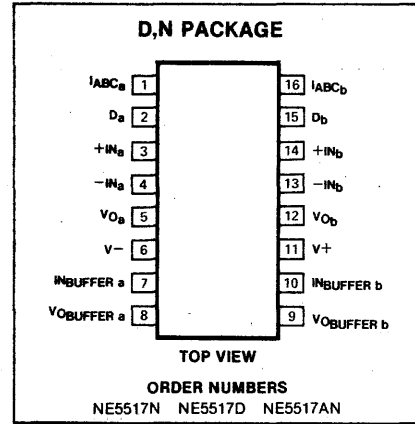 D,N PACKAGE
IABCa 1 16 IABCb
Da 2 15 Db
+INa 3 14 +INb
−INa 4 13 −INb
VOa 5 12 VOb
V− 6 11 V+
INBUFFER a 7 10 INBUFFER b
VOBUFFER a 8 9 VOBUFFER b
TOP VIEW
ORDER NUMBERS
NE5517N NE5517D NE5517AN